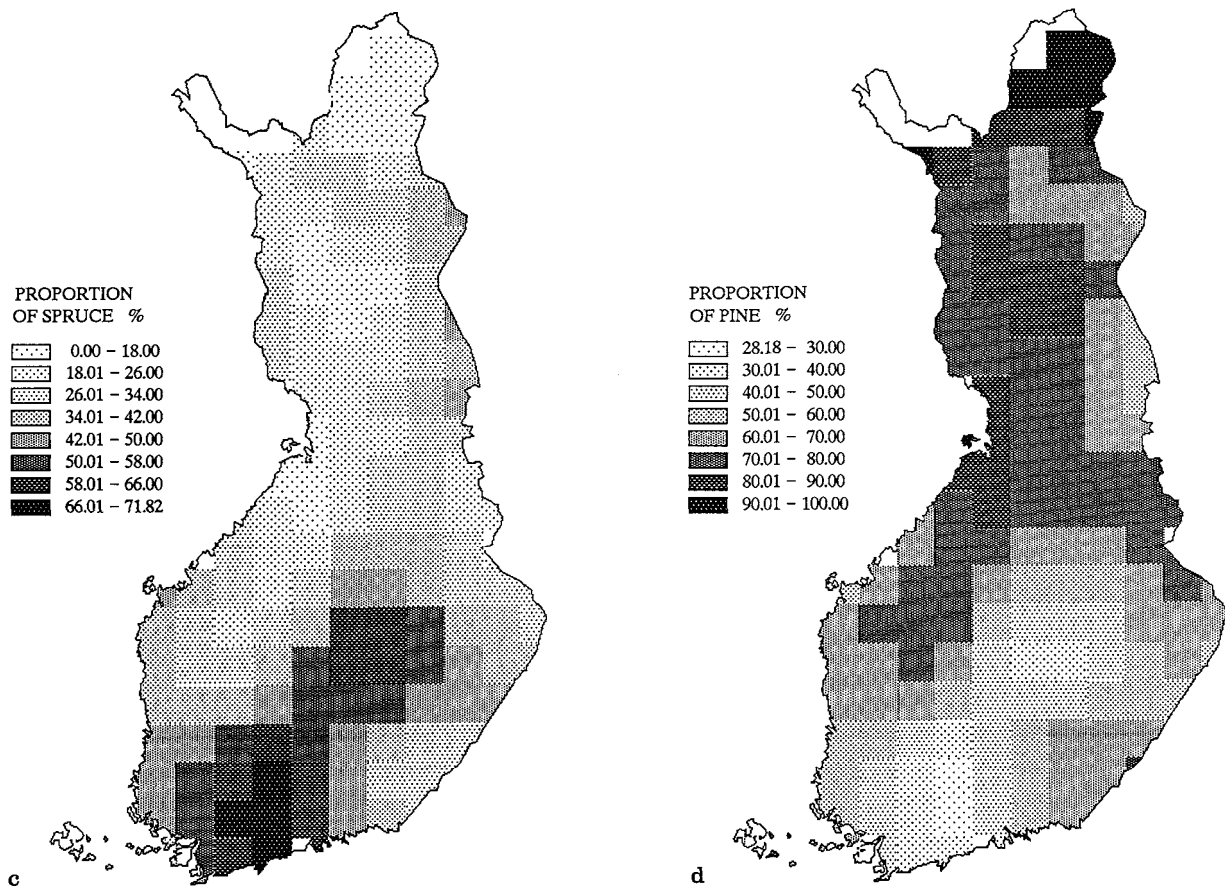 PROPORTION
OF SPRUCE %
0.00 – 18.00
18.01 – 26.00
26.01 – 34.00
34.01 – 42.00
42.01 – 50.00
50.01 – 58.00
58.01 – 66.00
66.01 – 71.82
c
PROPORTION
OF PINE %
28.18 – 30.00
30.01 – 40.00
40.01 – 50.00
50.01 – 60.00
60.01 – 70.00
70.01 – 80.00
80.01 – 90.00
90.01 – 100.00
d